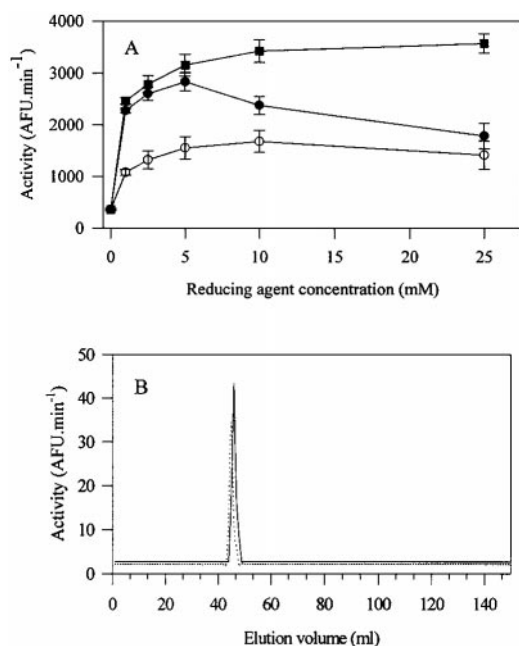 A
Activity (AFU.min⁻¹)
4000
3000
2000
1000
0
0 5 10 15 20 25
Reducing agent concentration (mM)
B
Activity (AFU.min⁻¹)
50
40
30
20
10
0
0 20 40 60 80 100 120 140
Elution volume (ml)